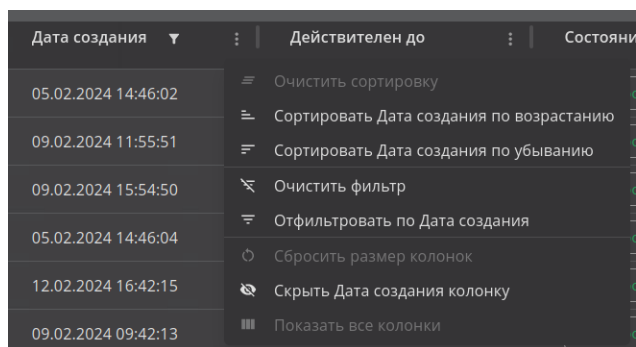 Дата создания Действителен до Состояни
05.02.2024 14:46:02
09.02.2024 11:55:51
09.02.2024 15:54:50
05.02.2024 14:46:04
12.02.2024 16:42:15
09.02.2024 09:42:13
Очистить сортировку
Сортировать Дата создания по возрастанию
Сортировать Дата создания по убыванию
Очистить фильтр
Отфильтровать по Дата создания
Сбросить размер колонок
Скрыть Дата создания колонку
Показать все колонки